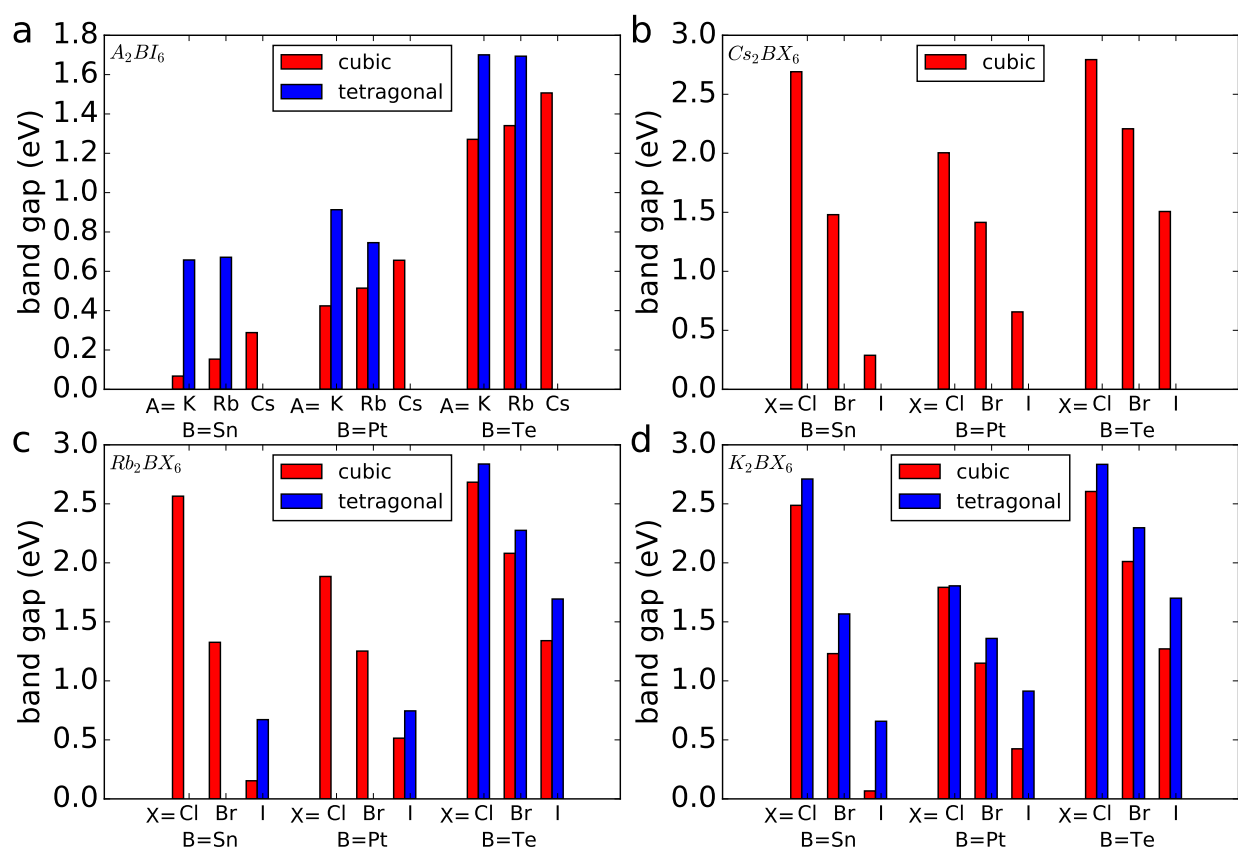 a
A₂BI₆
cubic
tetragonal
band gap (eV)
1.8
1.6
1.4
1.2
1.0
0.8
0.6
0.4
0.2
0.0
A= K Rb Cs A= K Rb Cs A= K Rb Cs
B=Sn B=Pt B=Te
b
Cs₂BX₆
cubic
band gap (eV)
3.0
2.5
2.0
1.5
1.0
0.5
0.0
X= Cl Br I X= Cl Br I X= Cl Br I
B=Sn B=Pt B=Te
c
Rb₂BX₆
cubic
tetragonal
band gap (eV)
3.0
2.5
2.0
1.5
1.0
0.5
0.0
X= Cl Br I X= Cl Br I X= Cl Br I
B=Sn B=Pt B=Te
d
K₂BX₆
cubic
tetragonal
band gap (eV)
3.0
2.5
2.0
1.5
1.0
0.5
0.0
X= Cl Br I X= Cl Br I X= Cl Br I
B=Sn B=Pt B=Te